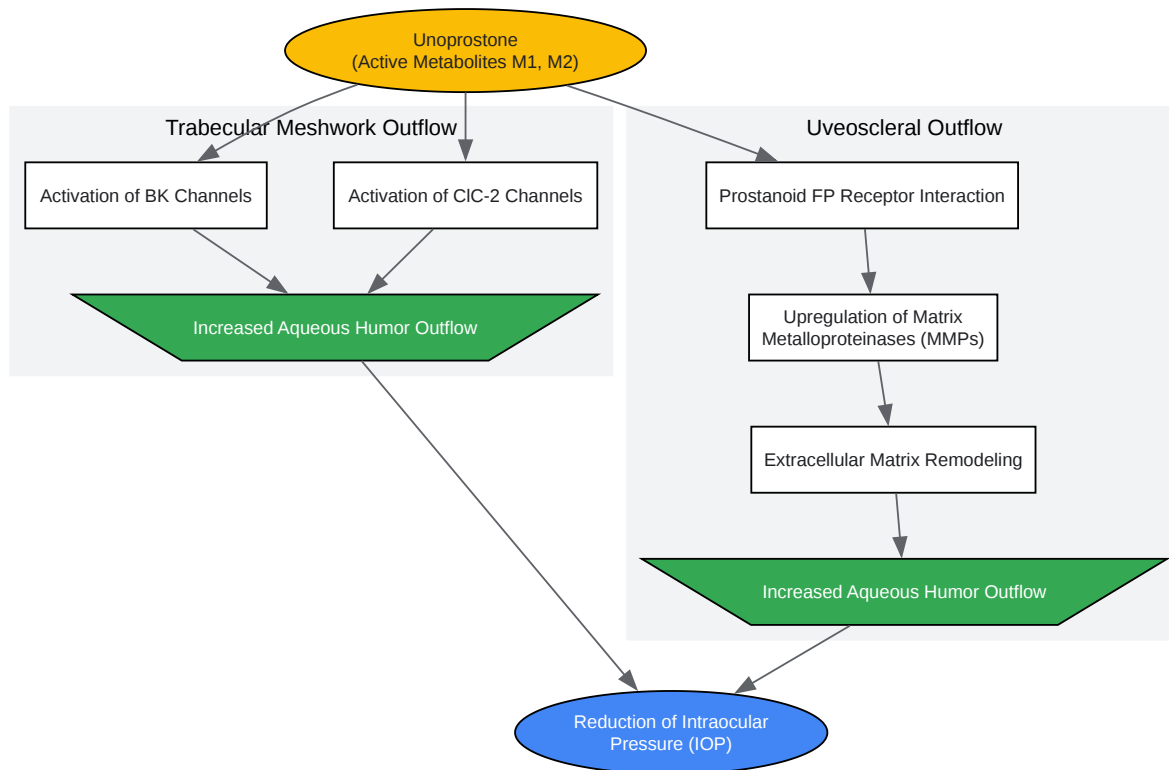 Unoprostone
(Active Metabolites M1, M2)
Trabecular Meshwork Outflow
Activation of BK Channels
Activation of ClC-2 Channels
Increased Aqueous Humor Outflow
Uveoscleral Outflow
Prostanoid FP Receptor Interaction
Upregulation of Matrix
Metalloproteinases (MMPs)
Extracellular Matrix Remodeling
Increased Aqueous Humor Outflow
Reduction of Intraocular
Pressure (IOP)